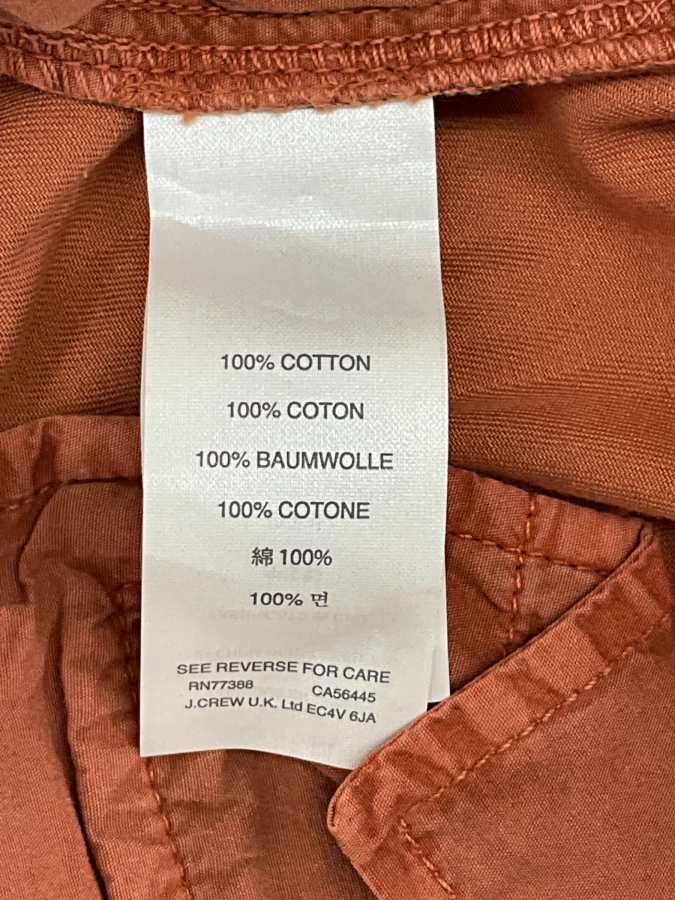 100% COTTON
100% COTON
100% BAUMWOLLE
100% COTONE
綿 100%
100% 면
SEE REVERSE FOR CARE
RN77388 CA56445
J.CREW U.K. Ltd EC4V 6JA